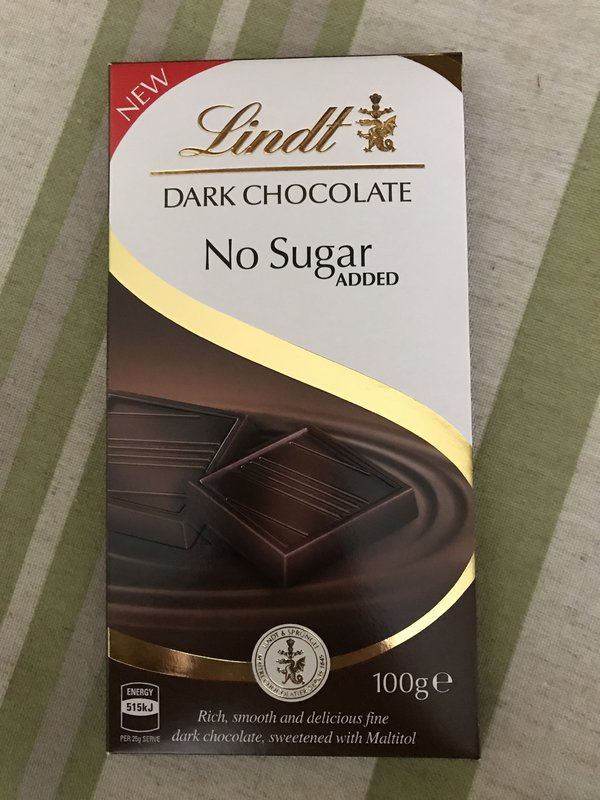 NEW
Lindt
DARK CHOCOLATE
No Sugar
ADDED
LINDT & SPRÜNGLI
100g℮
ENERGY
515kJ
PER 25g SERVE
Rich, smooth and delicious fine
dark chocolate, sweetened with Maltitol